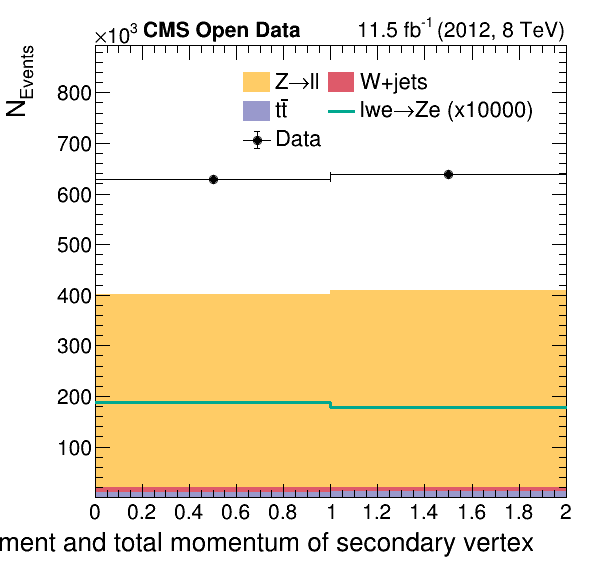 ×10³ CMS Open Data 11.5 fb⁻¹ (2012, 8 TeV)
N_Events
Z→ll W+jets
tt̄ lwe→Ze (x10000)
Data
800
700
600
500
400
300
200
100
0 0.2 0.4 0.6 0.8 1 1.2 1.4 1.6 1.8 2
ment and total momentum of secondary vertex